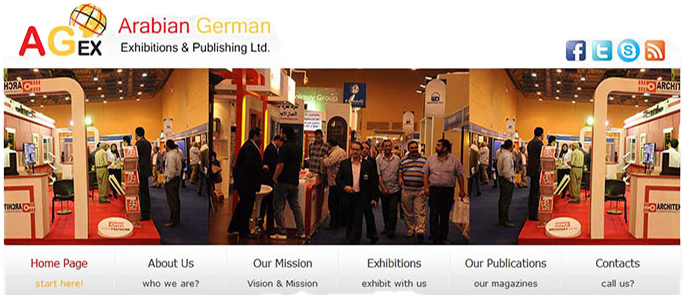 AGEX
Arabian German
Exhibitions & Publishing Ltd.
Home Page
start here!
About Us
who we are?
Our Mission
Vision & Mission
Exhibitions
exhibit with us
Our Publications
our magazines
Contacts
call us?